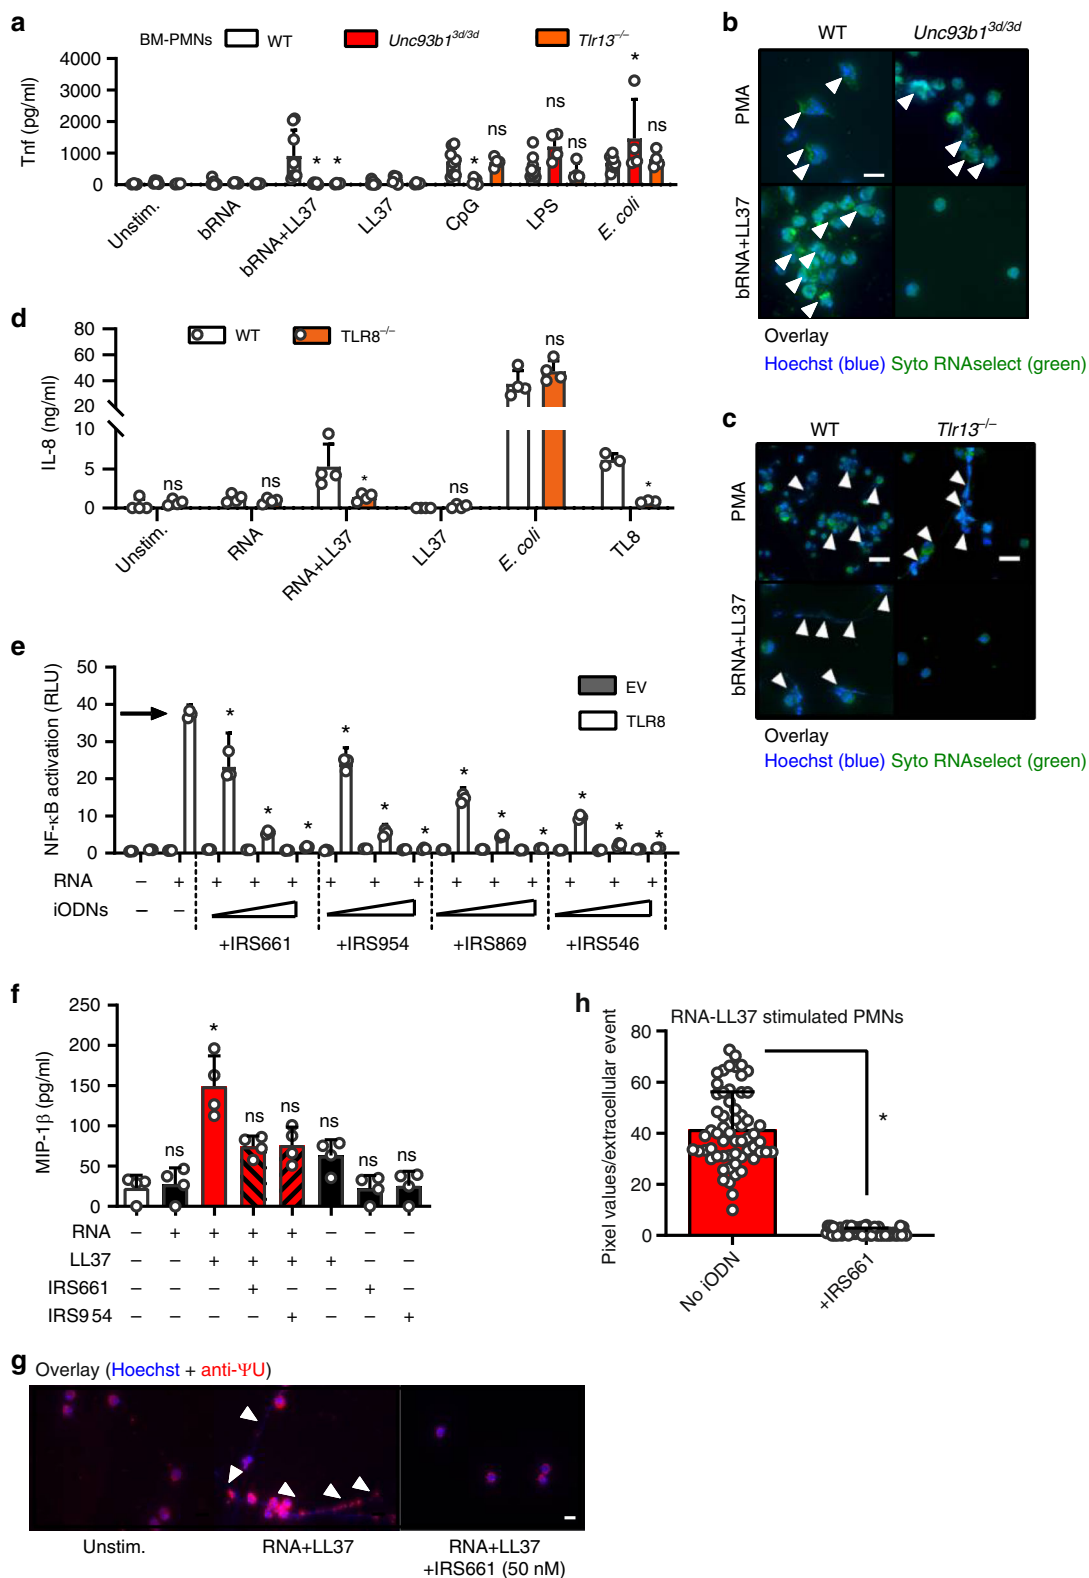 a
BM-PMNs WT Unc93b1^3d/3d Tlr13^–/–
Tnf (pg/ml)
4000
3000
2000
1000
0
* * * ns ns ns * ns
Unstim. bRNA bRNA+LL37 LL37 CpG LPS E. coli
b
WT Unc93b1^3d/3d
PMA
bRNA+LL37
Overlay
Hoechst (blue) Syto RNAselect (green)
d
WT TLR8^–/–
IL-8 (ng/ml)
80
60
40
20
10
5
0
ns ns * ns ns *
Unstim. RNA RNA+LL37 LL37 E. coli TL8
c
WT Tlr13^–/–
PMA
bRNA+LL37
Overlay
Hoechst (blue) Syto RNAselect (green)
e
EV
TLR8
NF-κB activation (RLU)
50
40
30
20
10
0
* * * * * * * * * * * *
RNA – + + + + + + + + + + + + +
iODNs – –
+IRS661 +IRS954 +IRS869 +IRS546
f
MIP-1β (pg/ml)
250
200
150
100
50
0
ns * ns ns ns ns ns
RNA – + + + + – – –
LL37 – – + + + + – –
IRS661 – – – + – – + –
IRS954 – – – – + – – +
h
RNA-LL37 stimulated PMNs
Pixel values/extracellular event
80
60
40
20
0
*
No iODN +IRS661
g
Overlay (Hoechst + anti-ΨU)
Unstim. RNA+LL37 RNA+LL37
+IRS661 (50 nM)